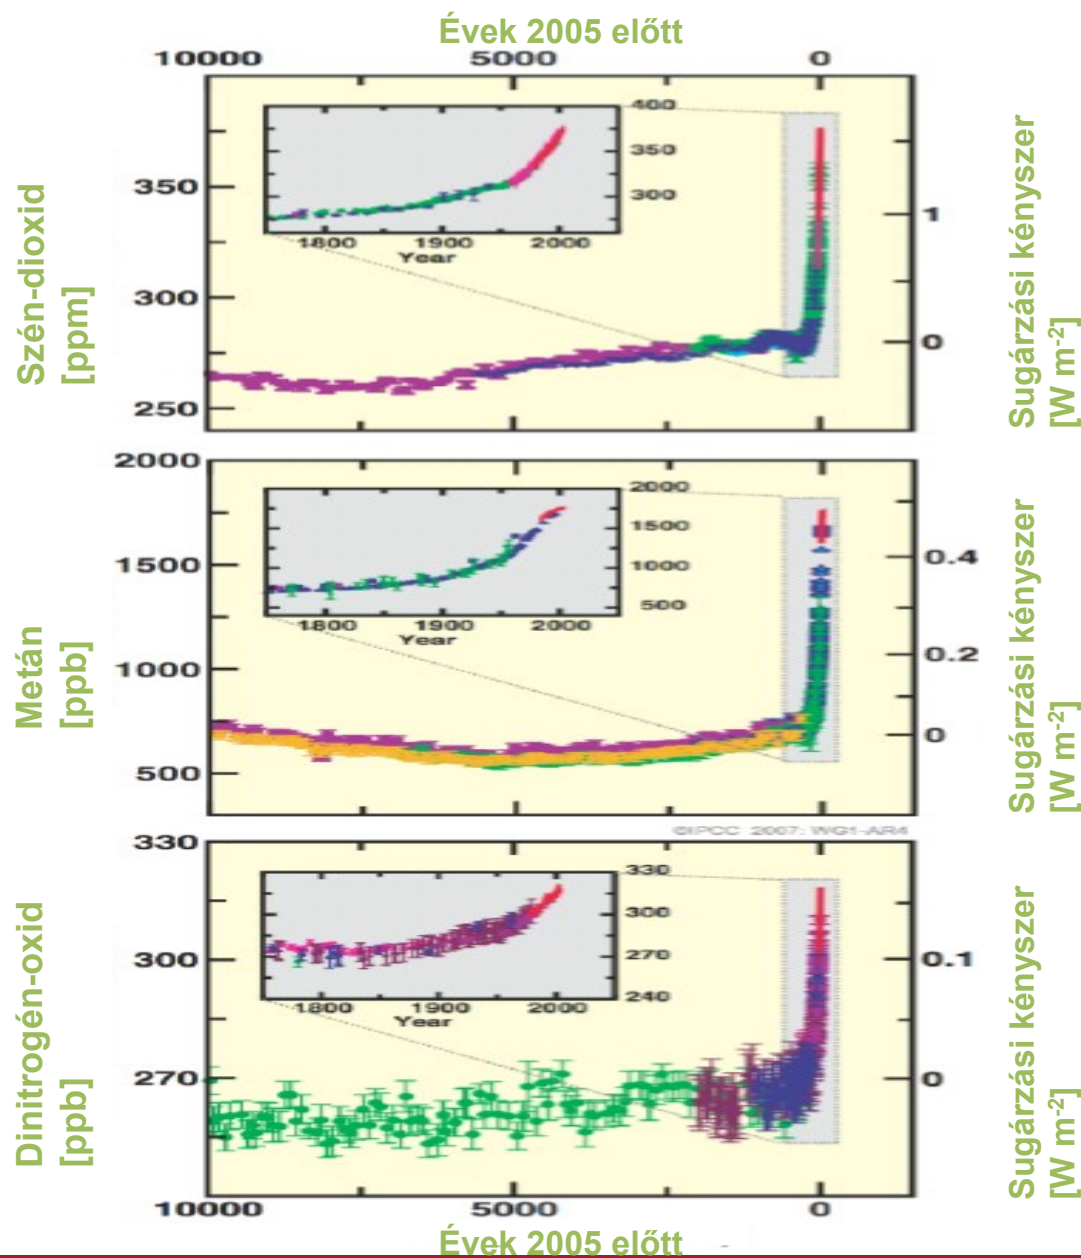 Évek 2005 előtt
10000 5000 0
Szén-dioxid
[ppm]
350
300
250
400
350
300
1800 1900 2000
Year
1
0
Sugárzási kényszer
[W m-2]
Metán
[ppb]
2000
1500
1000
500
2000
1500
1000
500
1800 1900 2000
Year
0.4
0.2
0
Sugárzási kényszer
[W m-2]
©IPCC 2007: WG1-AR4
Dinitrogén-oxid
[ppb]
330
300
270
330
300
270
240
1800 1900 2000
Year
0.1
0
Sugárzási kényszer
[W m-2]
10000 5000 0
Évek 2005 előtt